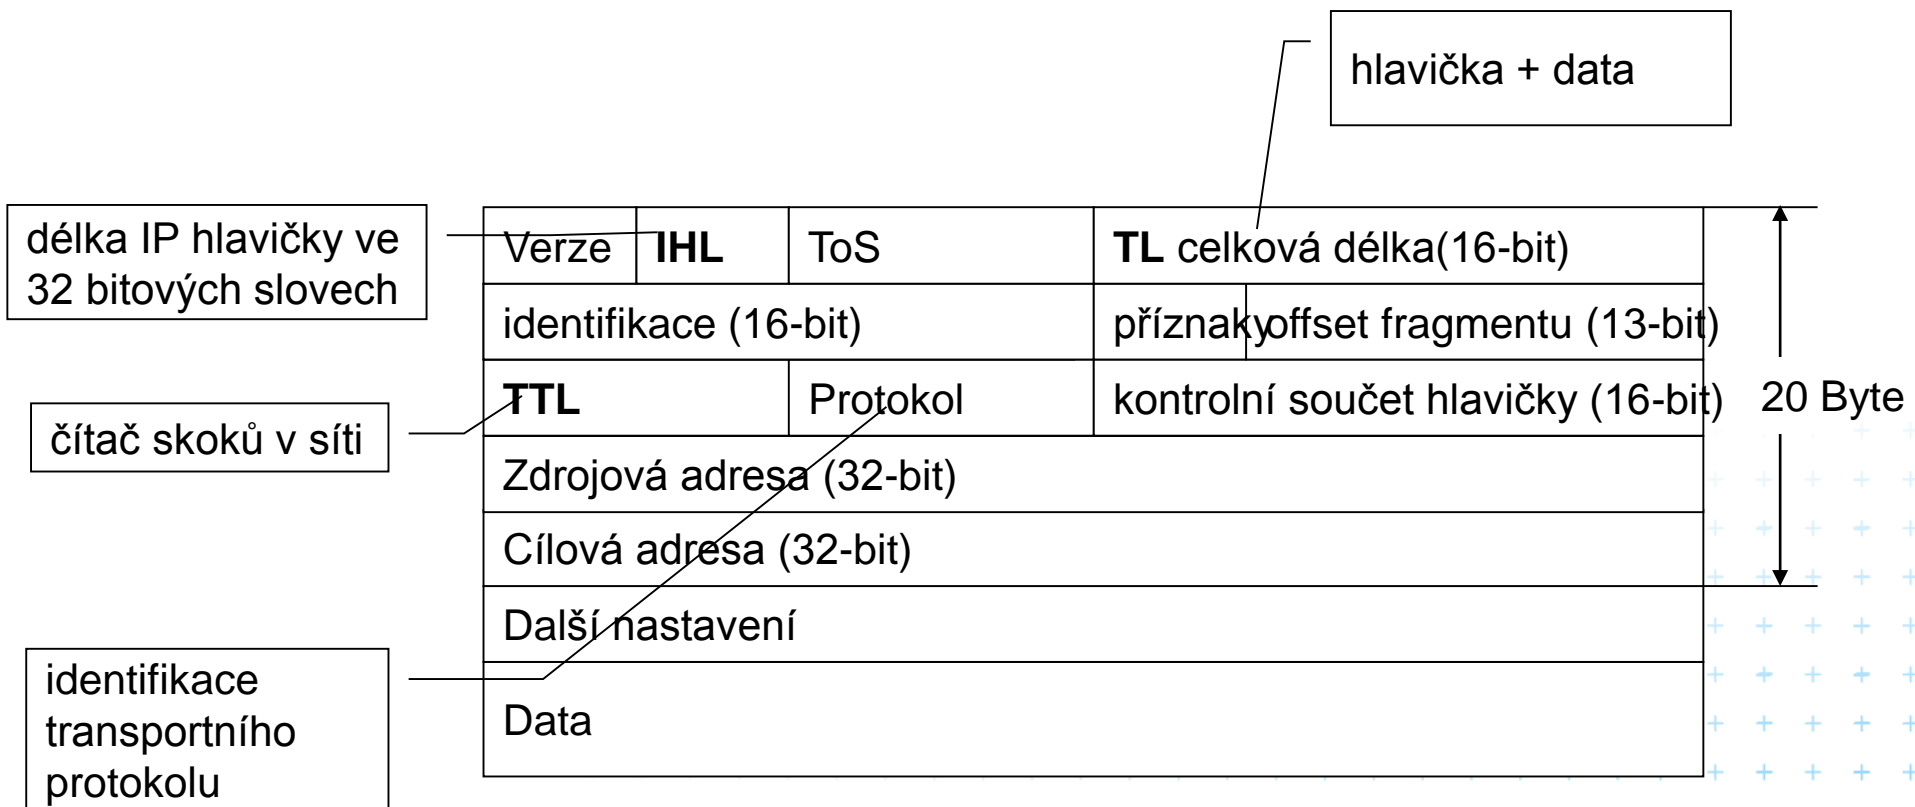 hlavička + data
délka IP hlavičky ve
32 bitových slovech
Verze IHL ToS TL celková délka(16-bit)
identifikace (16-bit) příznaky offset fragmentu (13-bit)
TTL Protokol kontrolní součet hlavičky (16-bit)
20 Byte
čítač skoků v síti
Zdrojová adresa (32-bit)
Cílová adresa (32-bit)
Další nastavení
identifikace
transportního
protokolu
Data